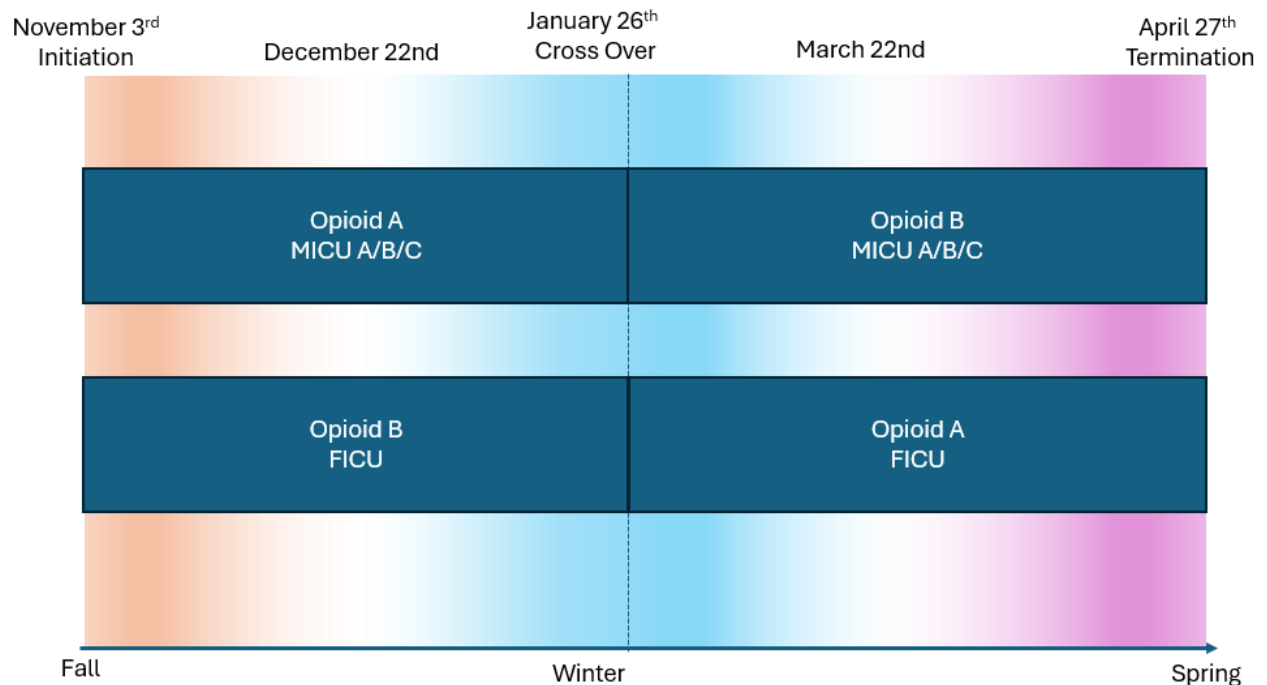 November 3rd
Initiation
December 22nd
January 26th
Cross Over
March 22nd
April 27th
Termination
Opioid A
MICU A/B/C
Opioid B
MICU A/B/C
Opioid B
FICU
Opioid A
FICU
Fall
Winter
Spring